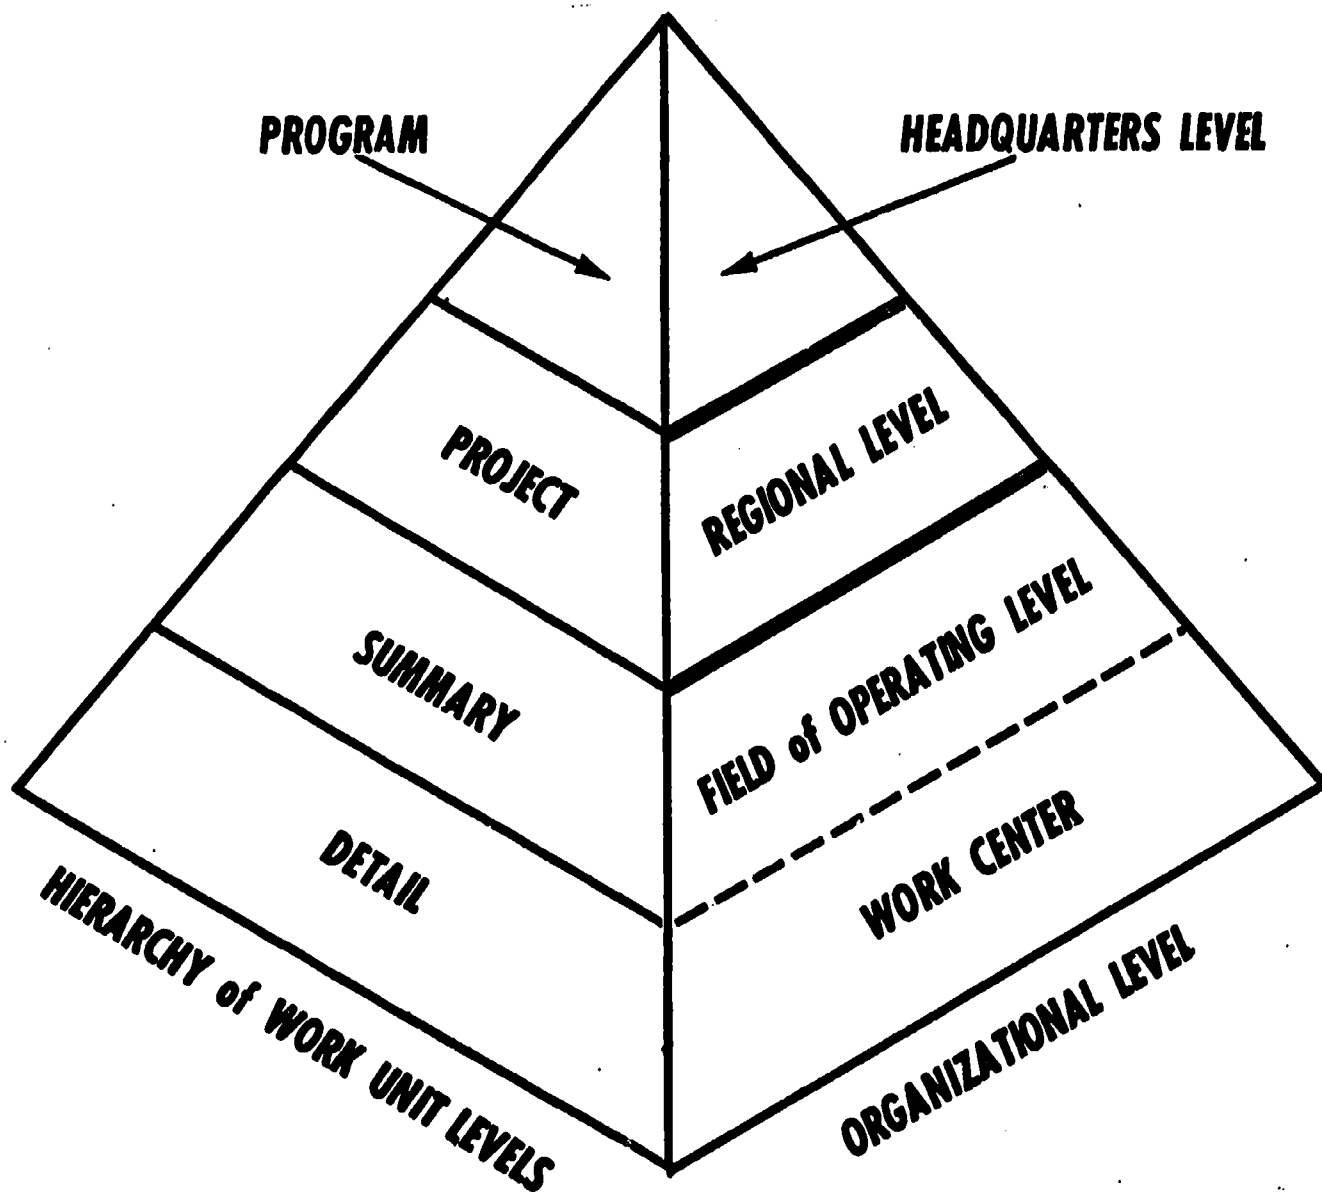 PROGRAM
HEADQUARTERS LEVEL
PROJECT
REGIONAL LEVEL
SUMMARY
FIELD of OPERATING LEVEL
DETAIL
WORK CENTER
HIERARCHY of WORK UNIT LEVELS
ORGANIZATIONAL LEVEL